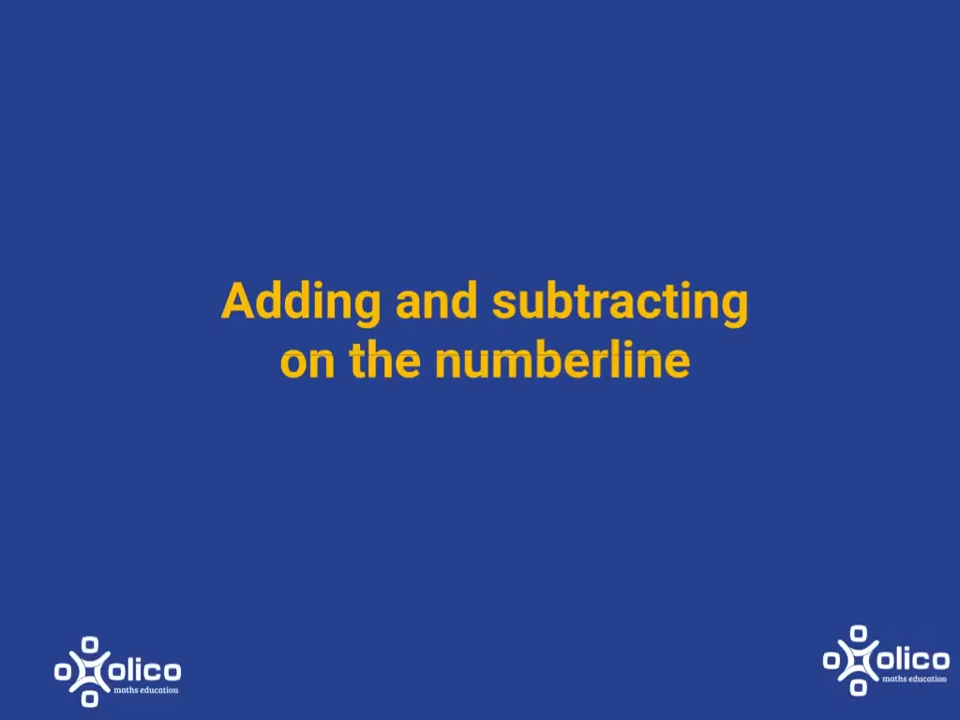 Adding and subtracting
on the numberline
olico
maths education
olico
maths education